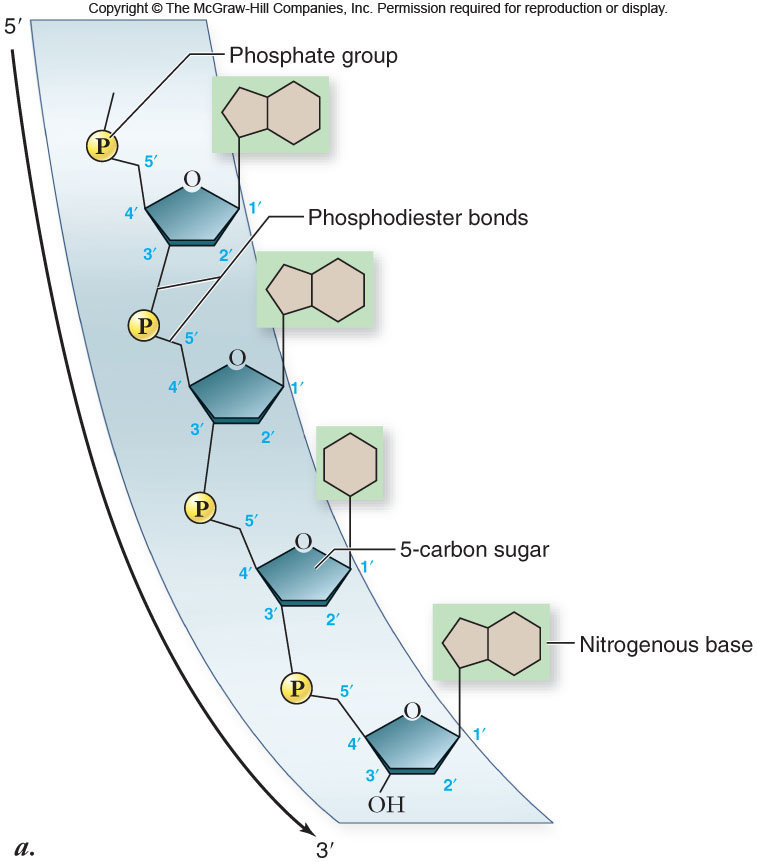 Copyright © The McGraw-Hill Companies, Inc. Permission required for reproduction or display.
5′
Phosphate group
P
5′
O
4′
1′
3′
2′
Phosphodiester bonds
P
5′
O
4′
1′
3′
2′
P
5′
O
5-carbon sugar
4′
1′
3′
2′
Nitrogenous base
P
5′
O
4′
1′
3′
2′
OH
a.
3′